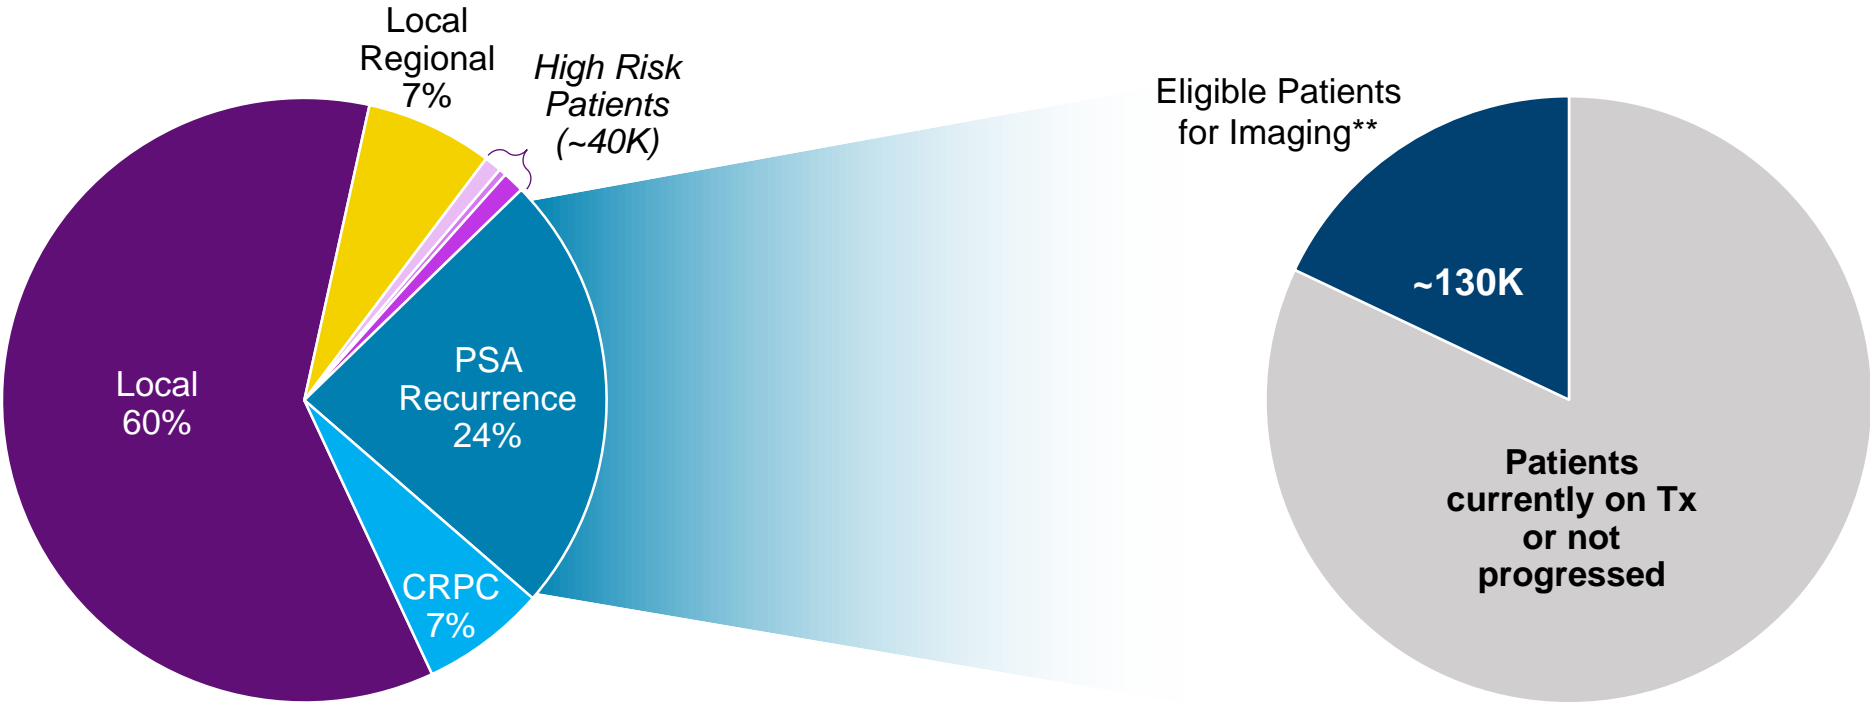 Local
Regional
7%
High Risk
Patients
(~40K)
Local
60%
PSA
Recurrence
24%
CRPC
7%
Eligible Patients
for Imaging**
~130K
Patients
currently on Tx
or not
progressed